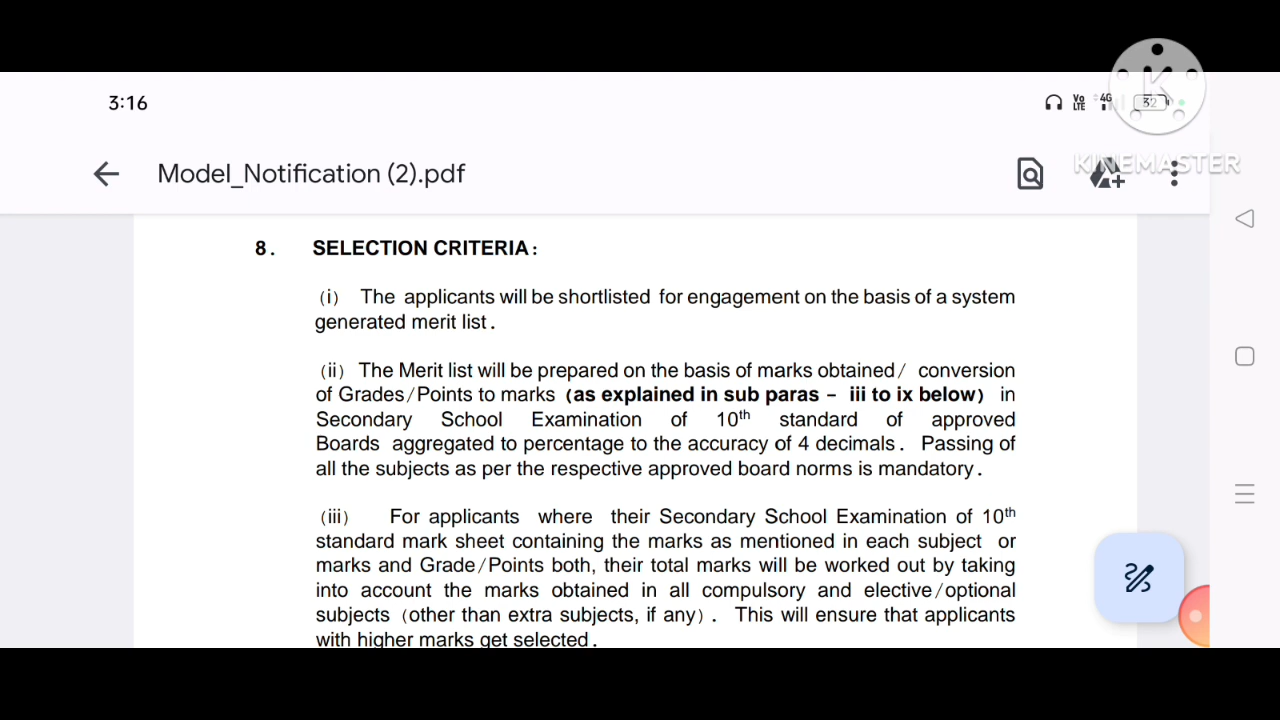 3:16
Vo LTE 4G 32
KINEMASTER
Model_Notification (2).pdf
8. SELECTION CRITERIA:
(i) The applicants will be shortlisted for engagement on the basis of a system
generated merit list.
(ii) The Merit list will be prepared on the basis of marks obtained/ conversion
of Grades/Points to marks (as explained in sub paras – iii to ix below) in
Secondary School Examination of 10th standard of approved
Boards aggregated to percentage to the accuracy of 4 decimals. Passing of
all the subjects as per the respective approved board norms is mandatory.
(iii) For applicants where their Secondary School Examination of 10th
standard mark sheet containing the marks as mentioned in each subject or
marks and Grade/Points both, their total marks will be worked out by taking
into account the marks obtained in all compulsory and elective/optional
subjects (other than extra subjects, if any). This will ensure that applicants
with higher marks get selected.